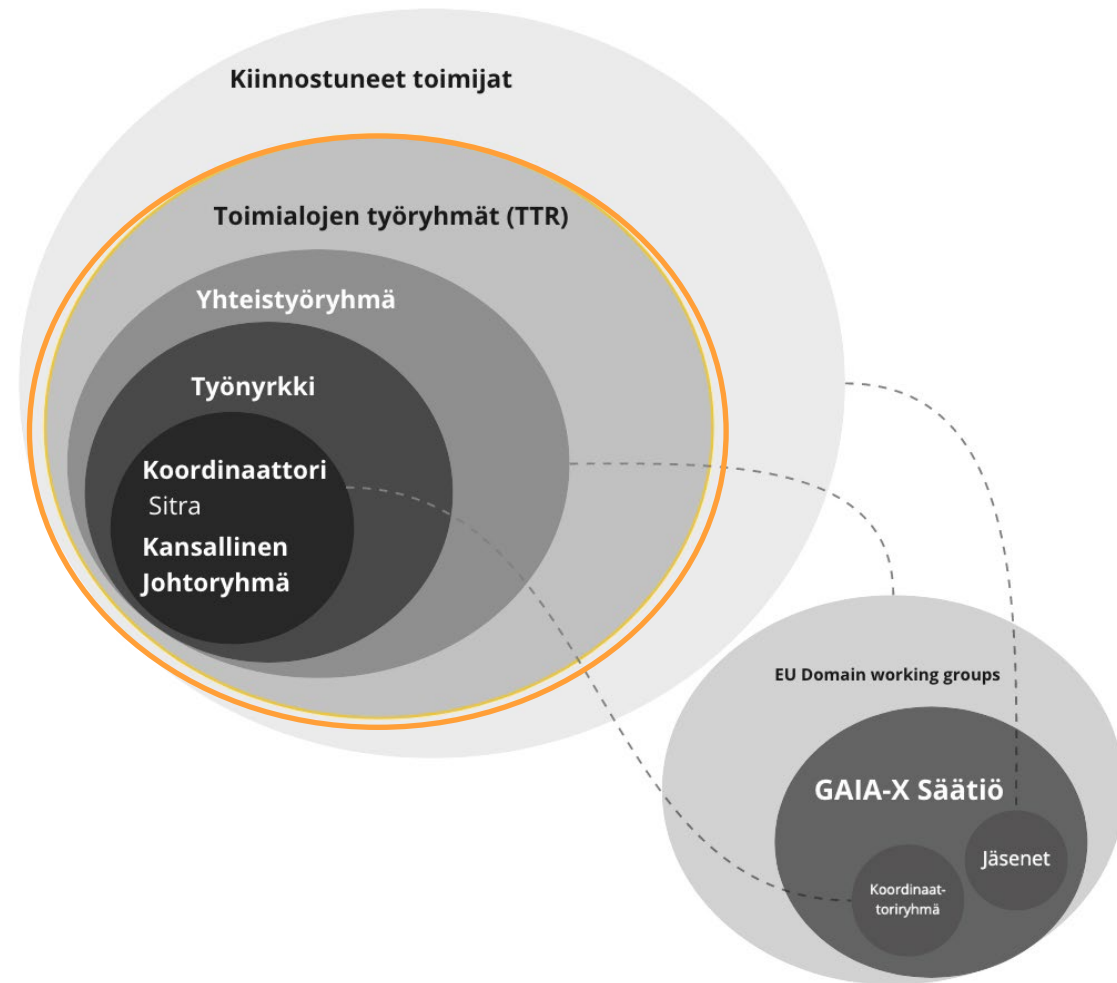 Kiinnostuneet toimijat
Toimialojen työryhmät (TTR)
Yhteistyöryhmä
Työnyrkki
Koordinaattori
Sitra
Kansallinen
Johtoryhmä
EU Domain working groups
GAIA-X Säätiö
Jäsenet
Koordinaat-
toriryhmä